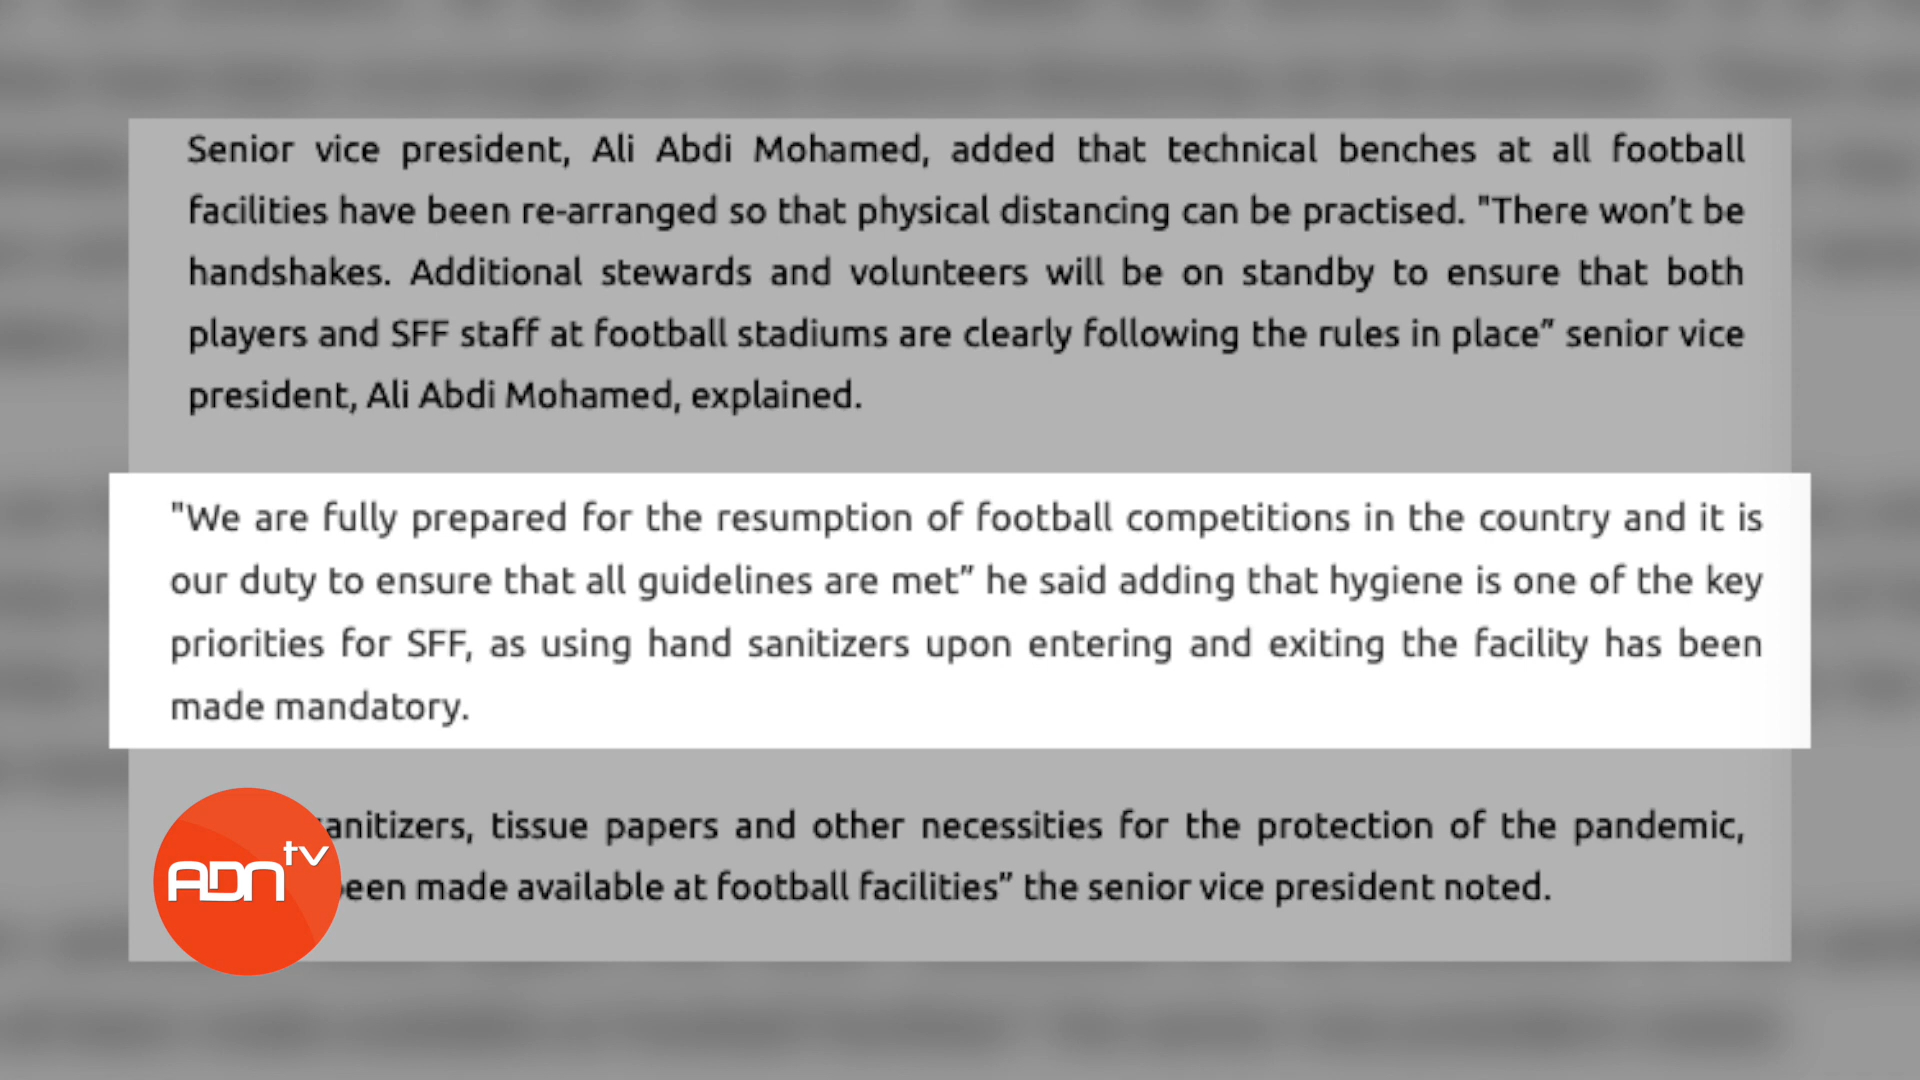 Senior vice president, Ali Abdi Mohamed, added that technical benches at all football
facilities have been re-arranged so that physical distancing can be practised. "There won’t be
handshakes. Additional stewards and volunteers will be on standby to ensure that both
players and SFF staff at football stadiums are clearly following the rules in place” senior vice
president, Ali Abdi Mohamed, explained.
"We are fully prepared for the resumption of football competitions in the country and it is
our duty to ensure that all guidelines are met” he said adding that hygiene is one of the key
priorities for SFF, as using hand sanitizers upon entering and exiting the facility has been
made mandatory.
anitizers, tissue papers and other necessities for the protection of the pandemic,
been made available at football facilities” the senior vice president noted.
ADN tv